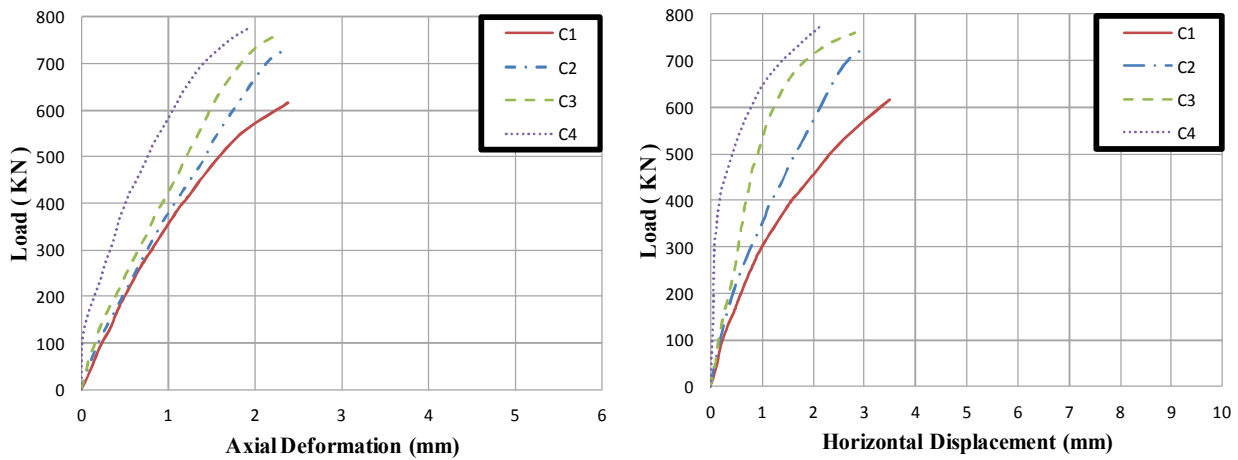 800
700
600
500
400
300
200
100
0
Load ( KN )
0 1 2 3 4 5 6
Axial Deformation (mm)
C1
C2
C3
C4
800
700
600
500
400
300
200
100
0
Load ( KN )
0 1 2 3 4 5 6 7 8 9 10
Horizontal Displacement (mm)
C1
C2
C3
C4